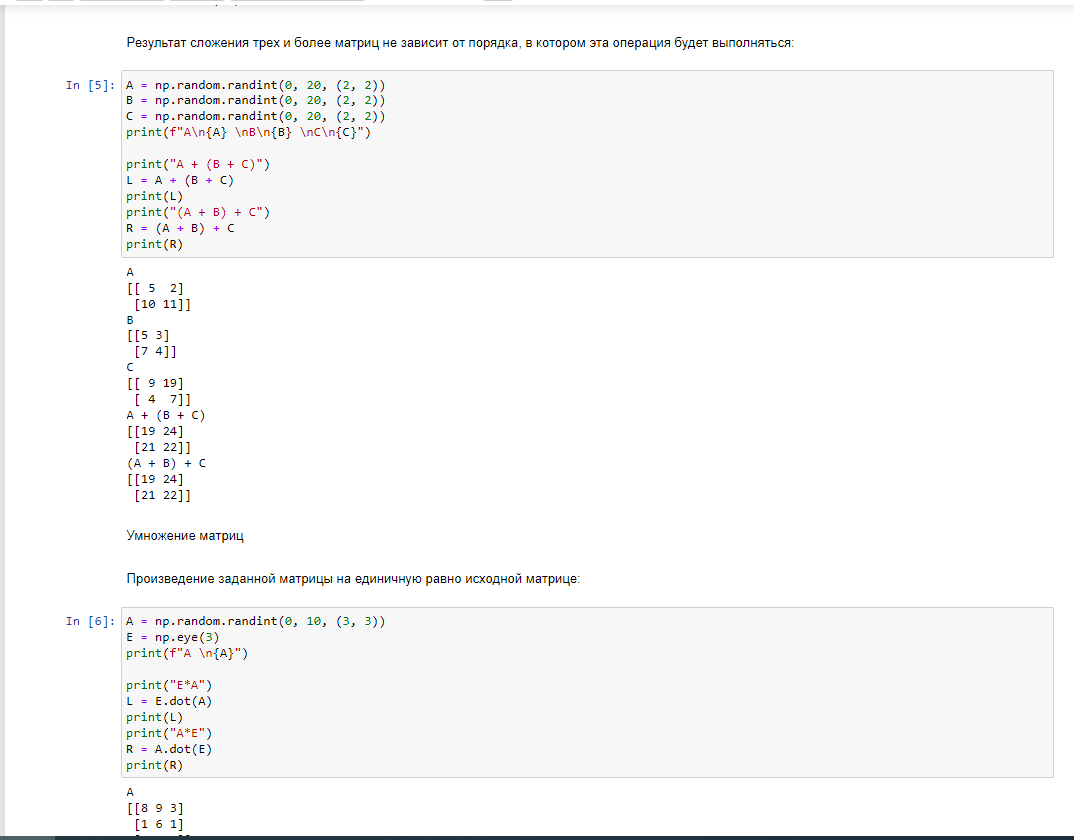 Результат сложения трех и более матриц не зависит от порядка, в котором эта операция будет выполняться:
In [5]: A = np.random.randint(0, 20, (2, 2))
B = np.random.randint(0, 20, (2, 2))
C = np.random.randint(0, 20, (2, 2))
print(f"A\n{A} \nB\n{B} \nC\n{C}")
print("A + (B + C)")
L = A + (B + C)
print(L)
print("(A + B) + C")
R = (A + B) + C
print(R)
A
[[ 5  2]
 [10 11]]
B
[[5 3]
 [7 4]]
C
[[ 9 19]
 [ 4  7]]
A + (B + C)
[[19 24]
 [21 22]]
(A + B) + C
[[19 24]
 [21 22]]
Умножение матриц
Произведение заданной матрицы на единичную равно исходной матрице:
In [6]: A = np.random.randint(0, 10, (3, 3))
E = np.eye(3)
print(f"A \n{A}")
print("E*A")
L = E.dot(A)
print(L)
print("A*E")
R = A.dot(E)
print(R)
A
[[8 9 3]
 [1 6 1]